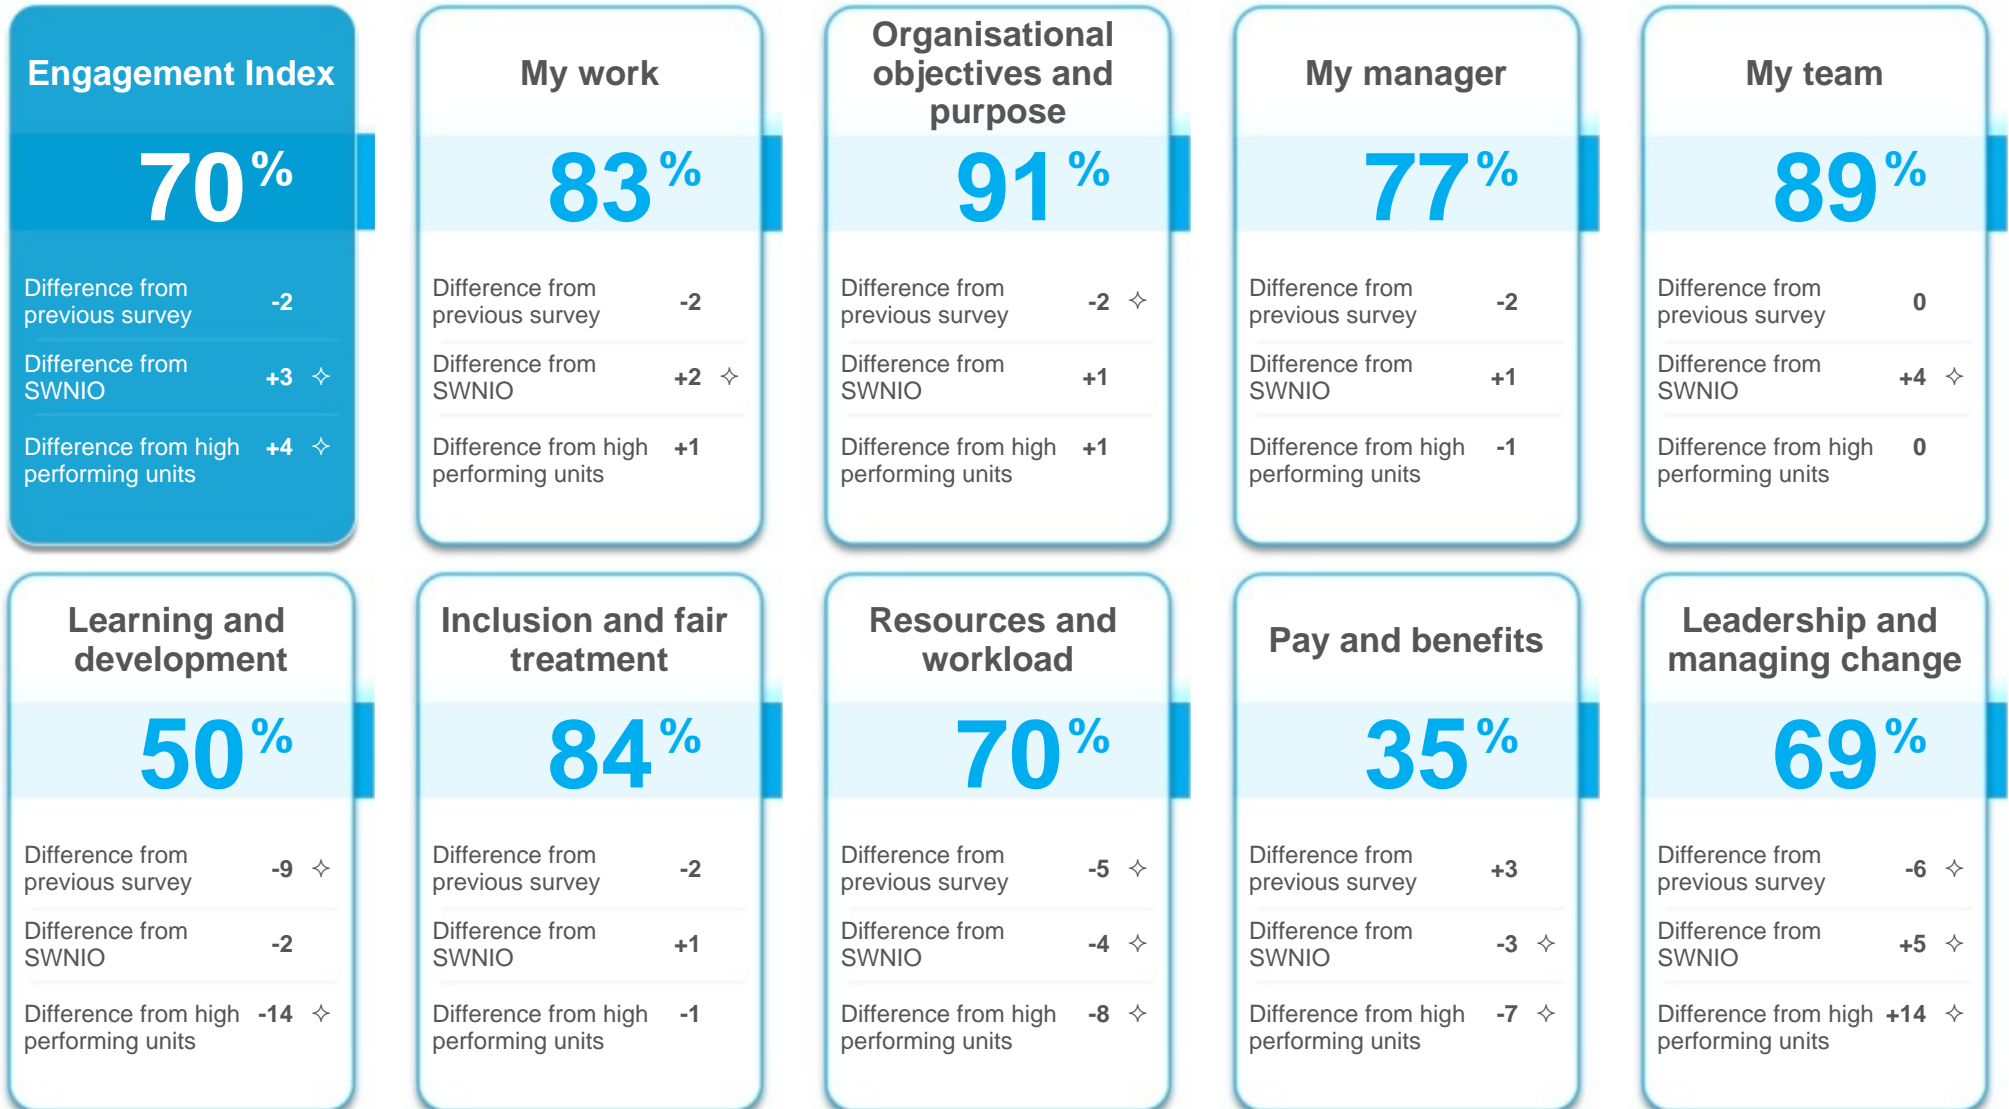 Engagement Index
70%
Difference from
previous survey -2
Difference from
SWNIO +3 ✧
Difference from high +4 ✧
performing units
My work
83%
Difference from
previous survey -2
Difference from
SWNIO +2 ✧
Difference from high +1
performing units
Organisational
objectives and
purpose
91%
Difference from
previous survey -2 ✧
Difference from
SWNIO +1
Difference from high +1
performing units
My manager
77%
Difference from
previous survey -2
Difference from
SWNIO +1
Difference from high -1
performing units
My team
89%
Difference from
previous survey 0
Difference from
SWNIO +4 ✧
Difference from high 0
performing units
Learning and
development
50%
Difference from
previous survey -9 ✧
Difference from
SWNIO -2
Difference from high -14 ✧
performing units
Inclusion and fair
treatment
84%
Difference from
previous survey -2
Difference from
SWNIO +1
Difference from high -1
performing units
Resources and
workload
70%
Difference from
previous survey -5 ✧
Difference from
SWNIO -4 ✧
Difference from high -8 ✧
performing units
Pay and benefits
35%
Difference from
previous survey +3
Difference from
SWNIO -3 ✧
Difference from high -7 ✧
performing units
Leadership and
managing change
69%
Difference from
previous survey -6 ✧
Difference from
SWNIO +5 ✧
Difference from high +14 ✧
performing units